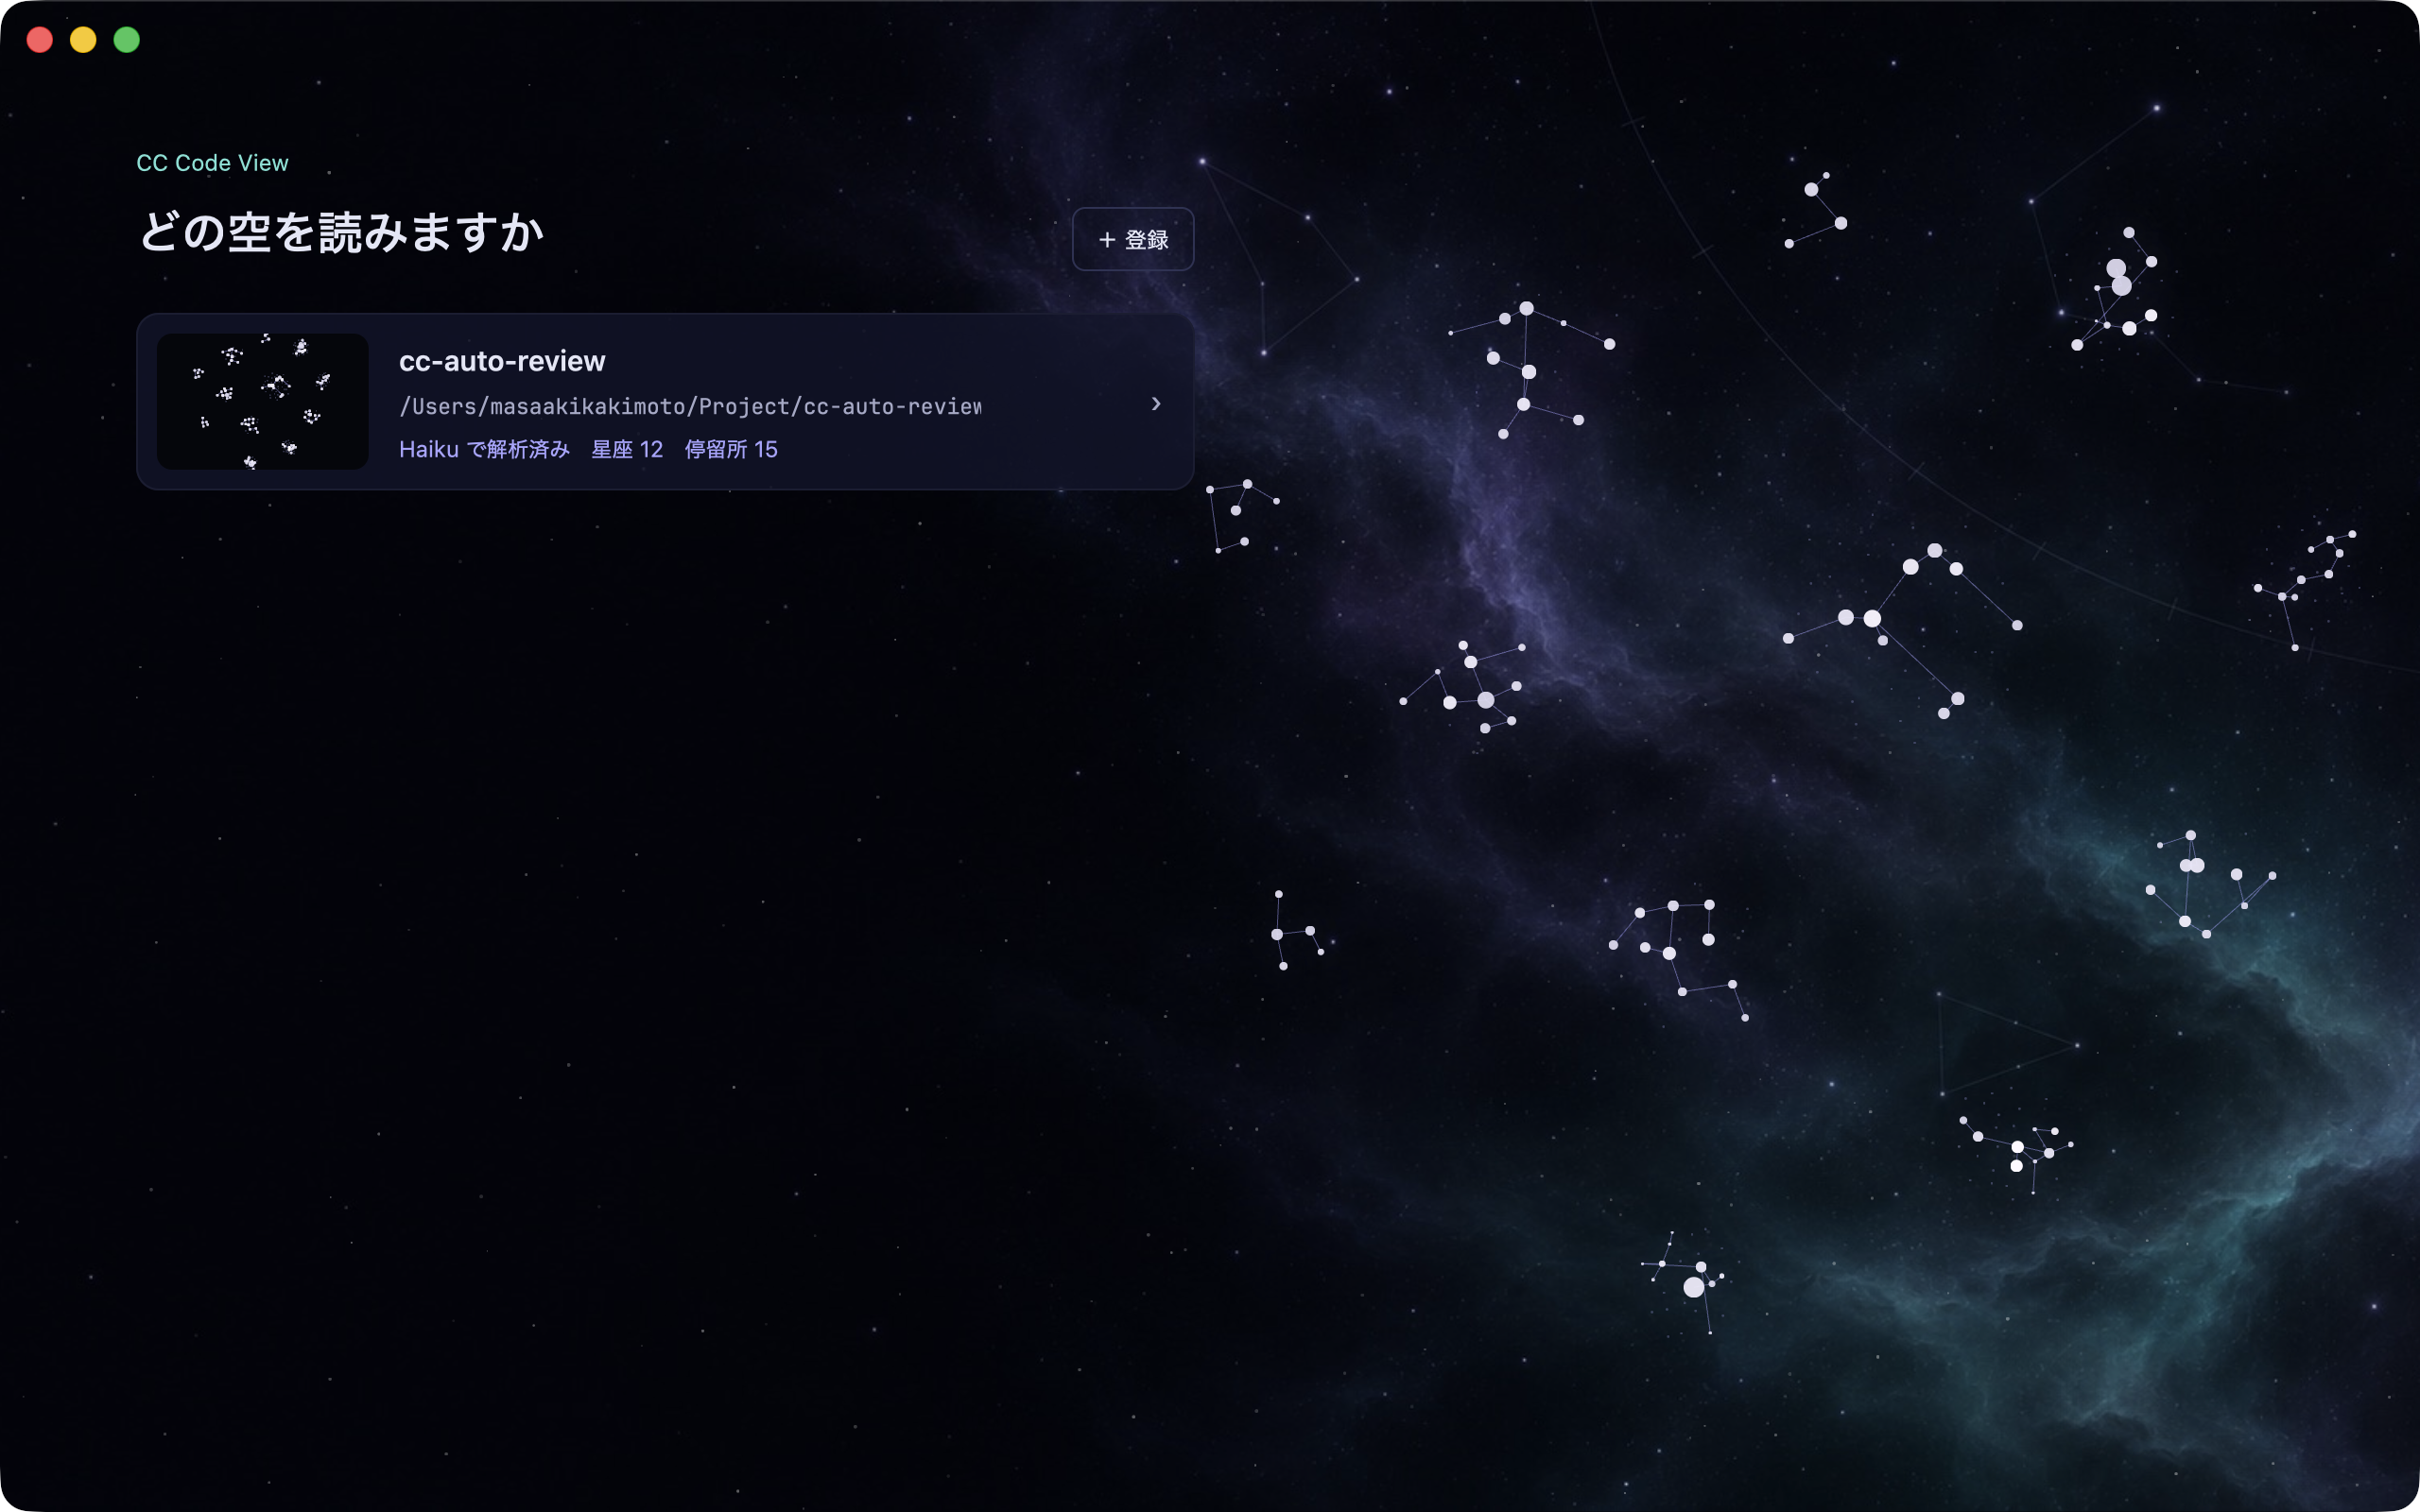 CC Code View
どの空を読みますか
+ 登録
cc-auto-review
/Users/masaakikakimoto/Project/cc-auto-review
Haiku で解析済み 星座 12 停留所 15